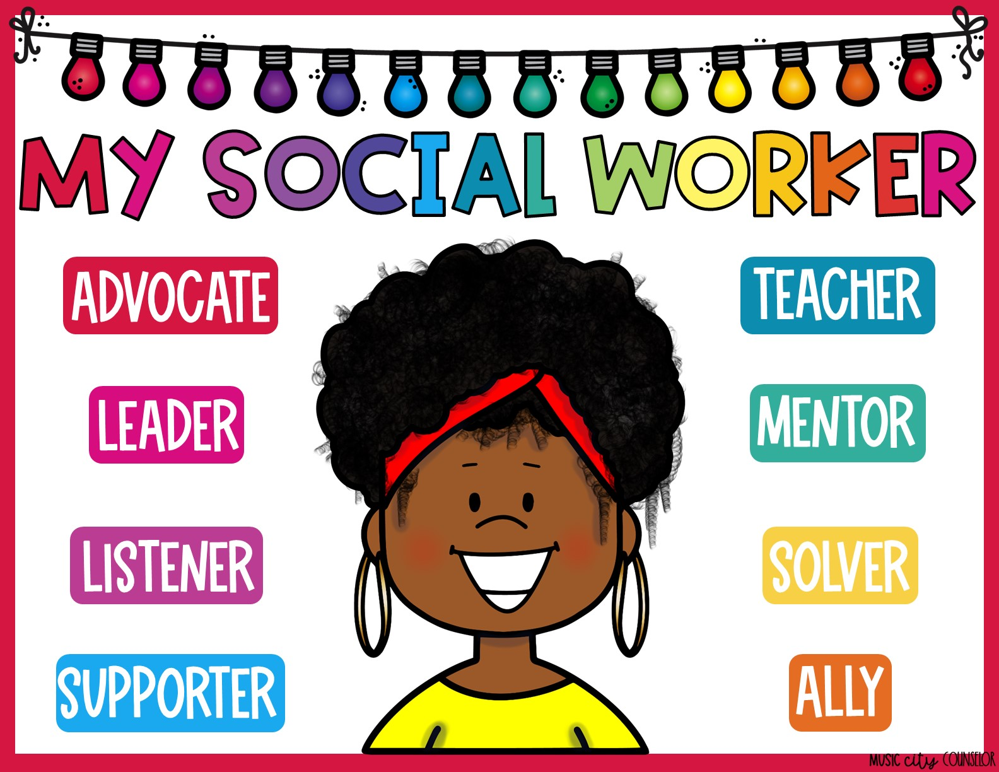 MY SOCIAL WORKER
ADVOCATE
LEADER
LISTENER
SUPPORTER
TEACHER
MENTOR
SOLVER
ALLY
MUSIC city COUNSELOR